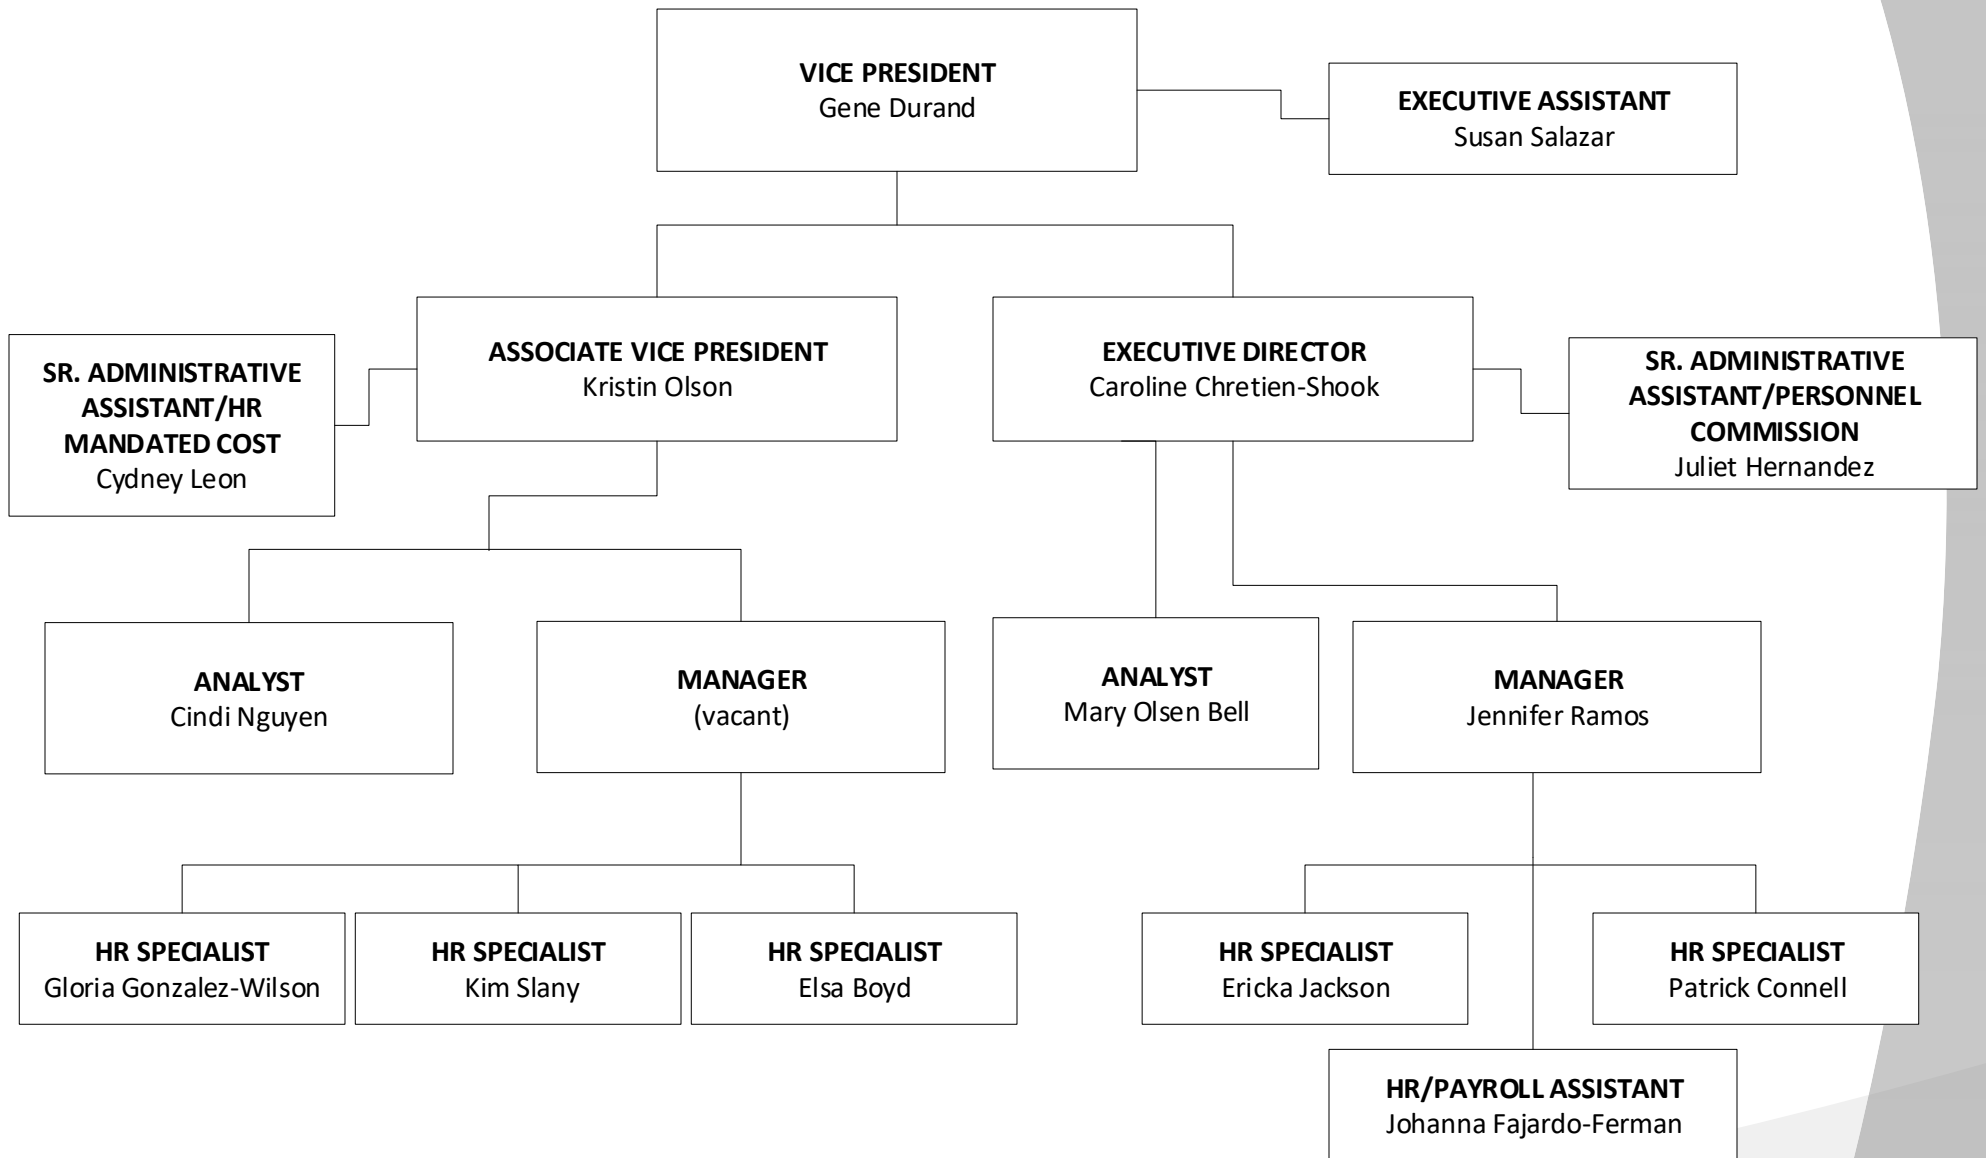 VICE PRESIDENT
Gene Durand
EXECUTIVE ASSISTANT
Susan Salazar
SR. ADMINISTRATIVE
ASSISTANT/HR
MANDATED COST
Cydney Leon
ASSOCIATE VICE PRESIDENT
Kristin Olson
EXECUTIVE DIRECTOR
Caroline Chretien-Shook
SR. ADMINISTRATIVE
ASSISTANT/PERSONNEL
COMMISSION
Juliet Hernandez
ANALYST
Cindi Nguyen
MANAGER
(vacant)
ANALYST
Mary Olsen Bell
MANAGER
Jennifer Ramos
HR SPECIALIST
Gloria Gonzalez-Wilson
HR SPECIALIST
Kim Slany
HR SPECIALIST
Elsa Boyd
HR SPECIALIST
Ericka Jackson
HR SPECIALIST
Patrick Connell
HR/PAYROLL ASSISTANT
Johanna Fajardo-Ferman